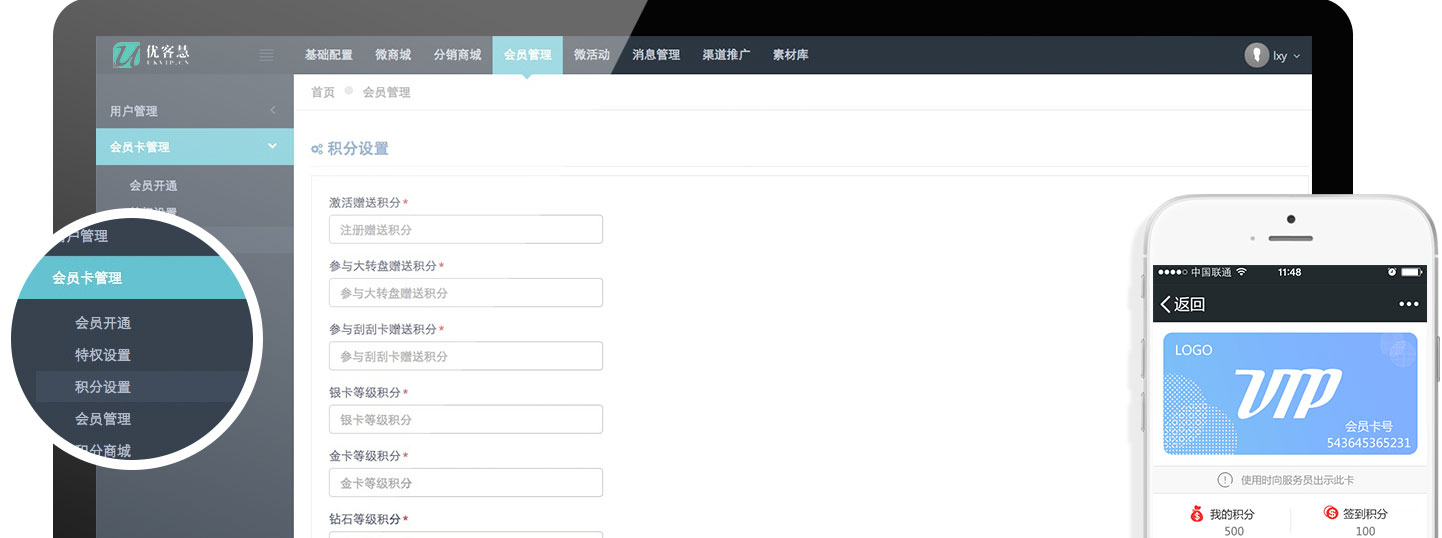 优客慧
UKVIP.CN
基础配置 微商城 分销商城 会员管理 微活动 消息管理 渠道推广 素材库
lxy
首页 会员管理
用户管理
会员卡管理
会员开通
积分设置
激活赠送积分*
注册赠送积分
参与大转盘赠送积分*
参与大转盘赠送积分
参与刮刮卡赠送积分*
参与刮刮卡赠送积分
银卡等级积分*
银卡等级积分
金卡等级积分*
金卡等级积分
钻石等级积分*
户管理
会员卡管理
会员开通
特权设置
积分设置
会员管理
积分商城
中国联通 11:48
返回
LOGO
VIP
会员卡号
543645365231
! 使用时向服务员出示此卡
我的积分 签到积分
500 100